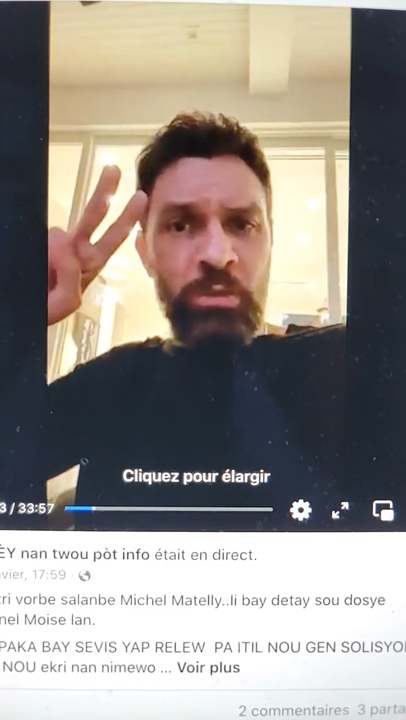 Cliquez pour élargir
3 / 33:57
ÈY nan twou pòt info était en direct.
vier, 17:59
tri vorbe salanbe Michel Matelly..li bay detay sou dosye
nel Moise lan.
PAKA BAY SEVIS YAP RELEW PA ITIL NOU GEN SOLISYO
NOU ekri nan nimewo ... Voir plus
2 commentaires 3 parta